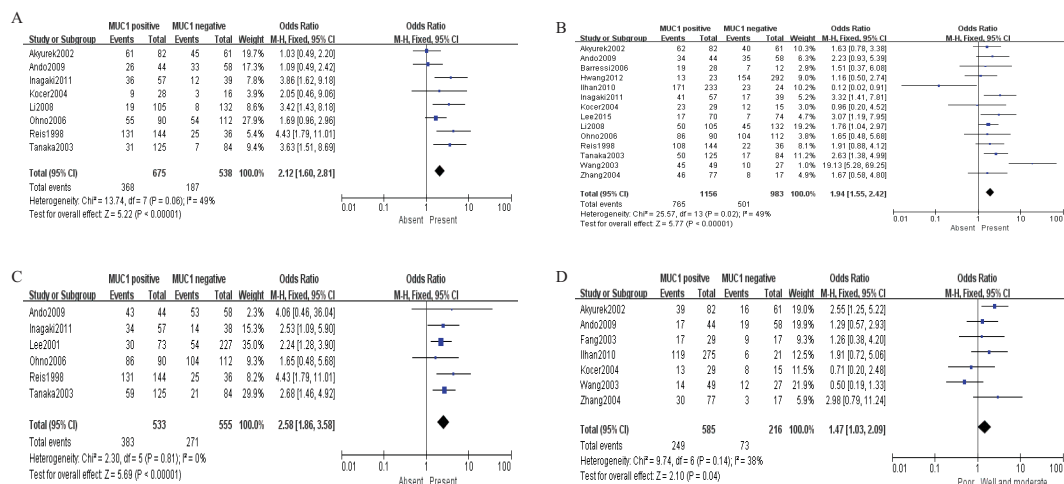 A
MUC1 positive MUC1 negative Odds Ratio Odds Ratio
Study or Subgroup Events Total Events Total Weight M-H, Fixed, 95% CI M-H, Fixed, 95% CI
Akyurek2002 61 82 45 61 19.7% 1.03 [0.49, 2.20]
Ando2009 26 44 33 58 14.9% 1.09 [0.49, 2.42]
Inagaki2011 36 57 12 39 8.0% 3.86 [1.62, 9.18]
Kocer2004 9 28 3 16 4.0% 2.05 [0.46, 9.06]
Li2008 19 105 8 132 8.8% 3.42 [1.43, 8.18]
Ohno2006 55 90 54 112 27.9% 1.69 [0.96, 2.96]
Reis1998 131 144 25 36 7.2% 4.43 [1.79, 11.01]
Tanaka2003 31 125 7 84 9.4% 3.63 [1.51, 8.69]
Total (95% CI) 675 538 100.0% 2.12 [1.60, 2.81]
Total events 368 187
Heterogeneity: Chi² = 13.74, df = 7 (P = 0.06); I² = 49%
Test for overall effect: Z = 5.22 (P < 0.00001)
0.01 0.1 1 10 100
Absent Present
B
MUC1 positive MUC1 negative Odds Ratio Odds Ratio
Study or Subgroup Events Total Events Total Weight M-H, Fixed, 95% CI M-H, Fixed, 95% CI
Akyurek2002 62 82 40 61 10.3% 1.63 [0.78, 3.38]
Ando2009 34 44 35 58 6.4% 2.23 [0.93, 5.39]
Barressi2006 19 28 7 12 2.9% 1.51 [0.37, 6.08]
Hwang2012 13 23 154 292 8.6% 1.16 [0.50, 2.74]
Ilhan2010 171 233 23 24 10.1% 0.12 [0.02, 0.91]
Inagaki2011 41 57 17 39 5.2% 3.32 [1.41, 7.81]
Kocer2004 23 29 12 15 3.0% 0.96 [0.20, 4.52]
Lee2015 17 70 7 74 4.7% 3.07 [1.19, 7.95]
Li2008 50 105 45 132 18.8% 1.76 [1.04, 2.97]
Ohno2006 86 90 104 112 3.5% 1.65 [0.48, 5.68]
Reis1998 108 144 22 36 7.8% 1.91 [0.88, 4.12]
Tanaka2003 50 125 17 84 11.0% 2.63 [1.38, 4.99]
Wang2003 45 49 10 27 0.9% 19.13 [5.28, 69.25]
Zhang2004 46 77 8 17 4.7% 1.67 [0.58, 4.80]
Total (95% CI) 1156 983 100.0% 1.94 [1.55, 2.42]
Total events 765 501
Heterogeneity: Chi² = 25.57, df = 13 (P = 0.02); I² = 49%
Test for overall effect: Z = 5.77 (P < 0.00001)
0.01 0.1 1 10 100
Absent Present
C
MUC1 positive MUC1 negative Odds Ratio Odds Ratio
Study or Subgroup Events Total Events Total Weight M-H, Fixed, 95% CI M-H, Fixed, 95% CI
Ando2009 43 44 53 58 2.3% 4.06 [0.46, 36.04]
Inagaki2011 34 57 14 38 15.0% 2.53 [1.09, 5.90]
Lee2001 30 73 54 227 35.0% 2.24 [1.28, 3.90]
Ohno2006 86 90 104 112 9.6% 1.65 [0.48, 5.68]
Reis1998 131 144 25 36 8.2% 4.43 [1.79, 11.01]
Tanaka2003 59 125 21 84 29.9% 2.68 [1.46, 4.92]
Total (95% CI) 533 555 100.0% 2.58 [1.86, 3.58]
Total events 383 271
Heterogeneity: Chi² = 2.30, df = 5 (P = 0.81); I² = 0%
Test for overall effect: Z = 5.69 (P < 0.00001)
0.01 0.1 1 10 100
Absent Present
D
MUC1 positive MUC1 negative Odds Ratio Odds Ratio
Study or Subgroup Events Total Events Total Weight M-H, Fixed, 95% CI M-H, Fixed, 95% CI
Akyurek2002 39 82 16 61 19.0% 2.55 [1.25, 5.22]
Ando2009 17 44 19 58 19.4% 1.29 [0.57, 2.93]
Fang2003 17 29 9 17 9.0% 1.26 [0.38, 4.20]
Ilhan2010 119 275 6 21 12.0% 1.91 [0.72, 5.06]
Kocer2004 13 29 8 15 11.0% 0.71 [0.20, 2.48]
Wang2003 14 49 12 27 22.0% 0.50 [0.19, 1.33]
Zhang2004 30 77 3 17 5.9% 2.98 [0.79, 11.24]
Total (95% CI) 585 216 100.0% 1.47 [1.03, 2.09]
Total events 249 73
Heterogeneity: Chi² = 9.74, df = 6 (P = 0.14); I² = 38%
Test for overall effect: Z = 2.10 (P = 0.04)
0.01 0.1 1 10 100
Poor Well and moderate